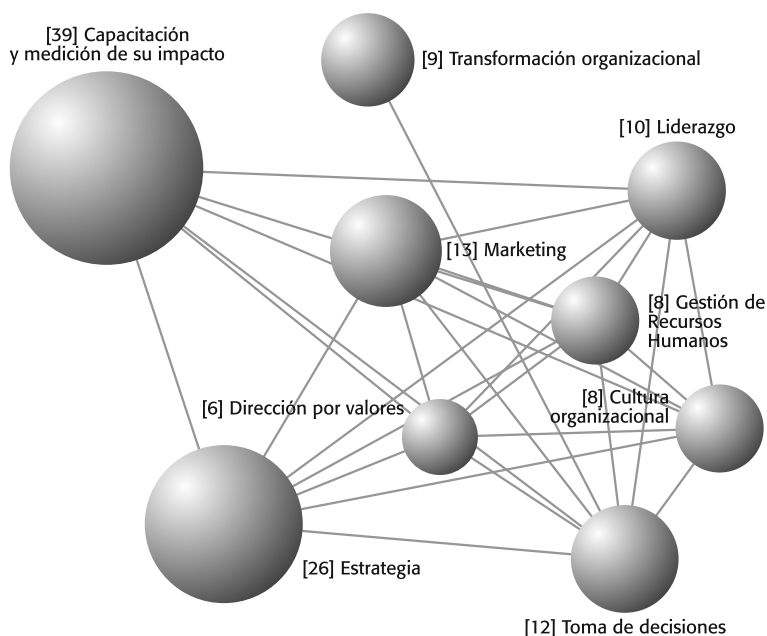 [39] Capacitación
y medición de su impacto
[9] Transformación organizacional
[10] Liderazgo
[13] Marketing
[8] Gestión de
Recursos
Humanos
[8] Cultura
organizacional
[6] Dirección por valores
[26] Estrategia
[12] Toma de decisiones